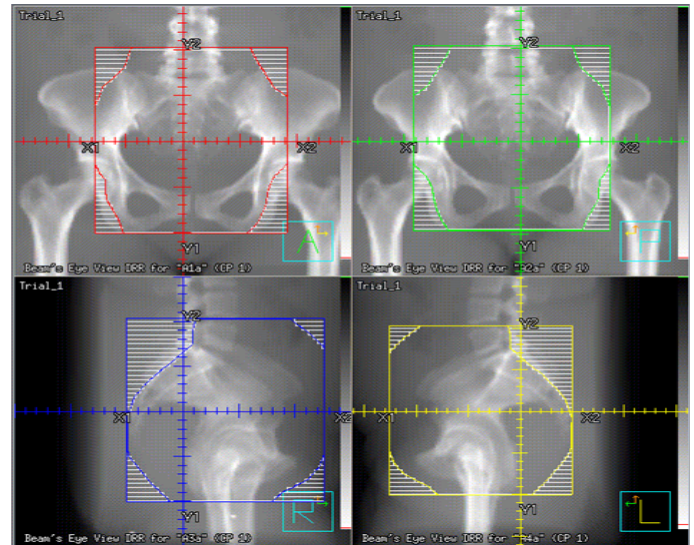 Trial_1
Y2
X1
X2
Y1
A
Beam's Eye View DRR for "A1a" (CP 1)
Trial_1
Y2
X1
X2
Y1
P
Beam's Eye View DRR for "P2a" (CP 1)
Trial_1
Y2
X1
X2
Y1
R
Beam's Eye View DRR for "A3a" (CP 1)
Trial_1
Y2
X1
X2
Y1
L
Beam's Eye View DRR for "A4a" (CP 1)